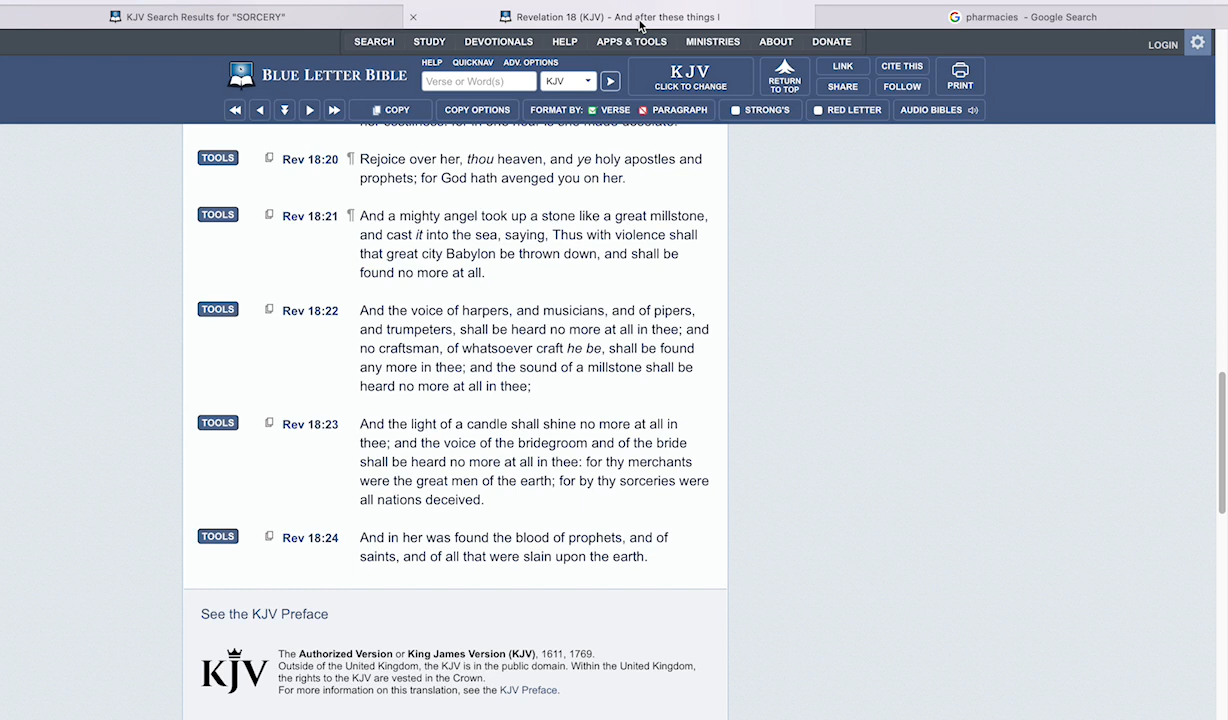 KJV Search Results for "SORCERY"
Revelation 18 (KJV) - And after these things I
pharmacies - Google Search
SEARCH STUDY DEVOTIONALS HELP APPS & TOOLS MINISTRIES ABOUT DONATE
LOGIN
BLUE LETTER BIBLE
HELP QUICKNAV ADV. OPTIONS
Verse or Word(s) KJV
KJV
CLICK TO CHANGE
RETURN
TO TOP
LINK CITE THIS
SHARE FOLLOW
PRINT
COPY COPY OPTIONS FORMAT BY: VERSE PARAGRAPH STRONG'S RED LETTER AUDIO BIBLES
her costliness: for in one hour is she made desolate.
TOOLS Rev 18:20 ¶ Rejoice over her, thou heaven, and ye holy apostles and
prophets; for God hath avenged you on her.
TOOLS Rev 18:21 ¶ And a mighty angel took up a stone like a great millstone,
and cast it into the sea, saying, Thus with violence shall
that great city Babylon be thrown down, and shall be
found no more at all.
TOOLS Rev 18:22 And the voice of harpers, and musicians, and of pipers,
and trumpeters, shall be heard no more at all in thee; and
no craftsman, of whatsoever craft he be, shall be found
any more in thee; and the sound of a millstone shall be
heard no more at all in thee;
TOOLS Rev 18:23 And the light of a candle shall shine no more at all in
thee; and the voice of the bridegroom and of the bride
shall be heard no more at all in thee: for thy merchants
were the great men of the earth; for by thy sorceries were
all nations deceived.
TOOLS Rev 18:24 And in her was found the blood of prophets, and of
saints, and of all that were slain upon the earth.
See the KJV Preface
KJV
The Authorized Version or King James Version (KJV), 1611, 1769.
Outside of the United Kingdom, the KJV is in the public domain. Within the United Kingdom,
the rights to the KJV are vested in the Crown.
For more information on this translation, see the KJV Preface.